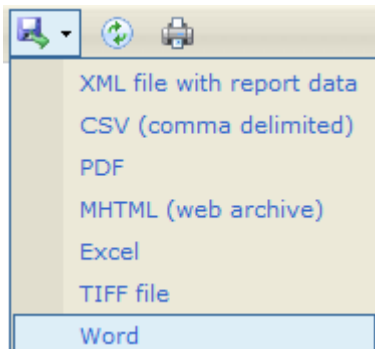 XML file with report data
CSV (comma delimited)
PDF
MHTML (web archive)
Excel
TIFF file
Word